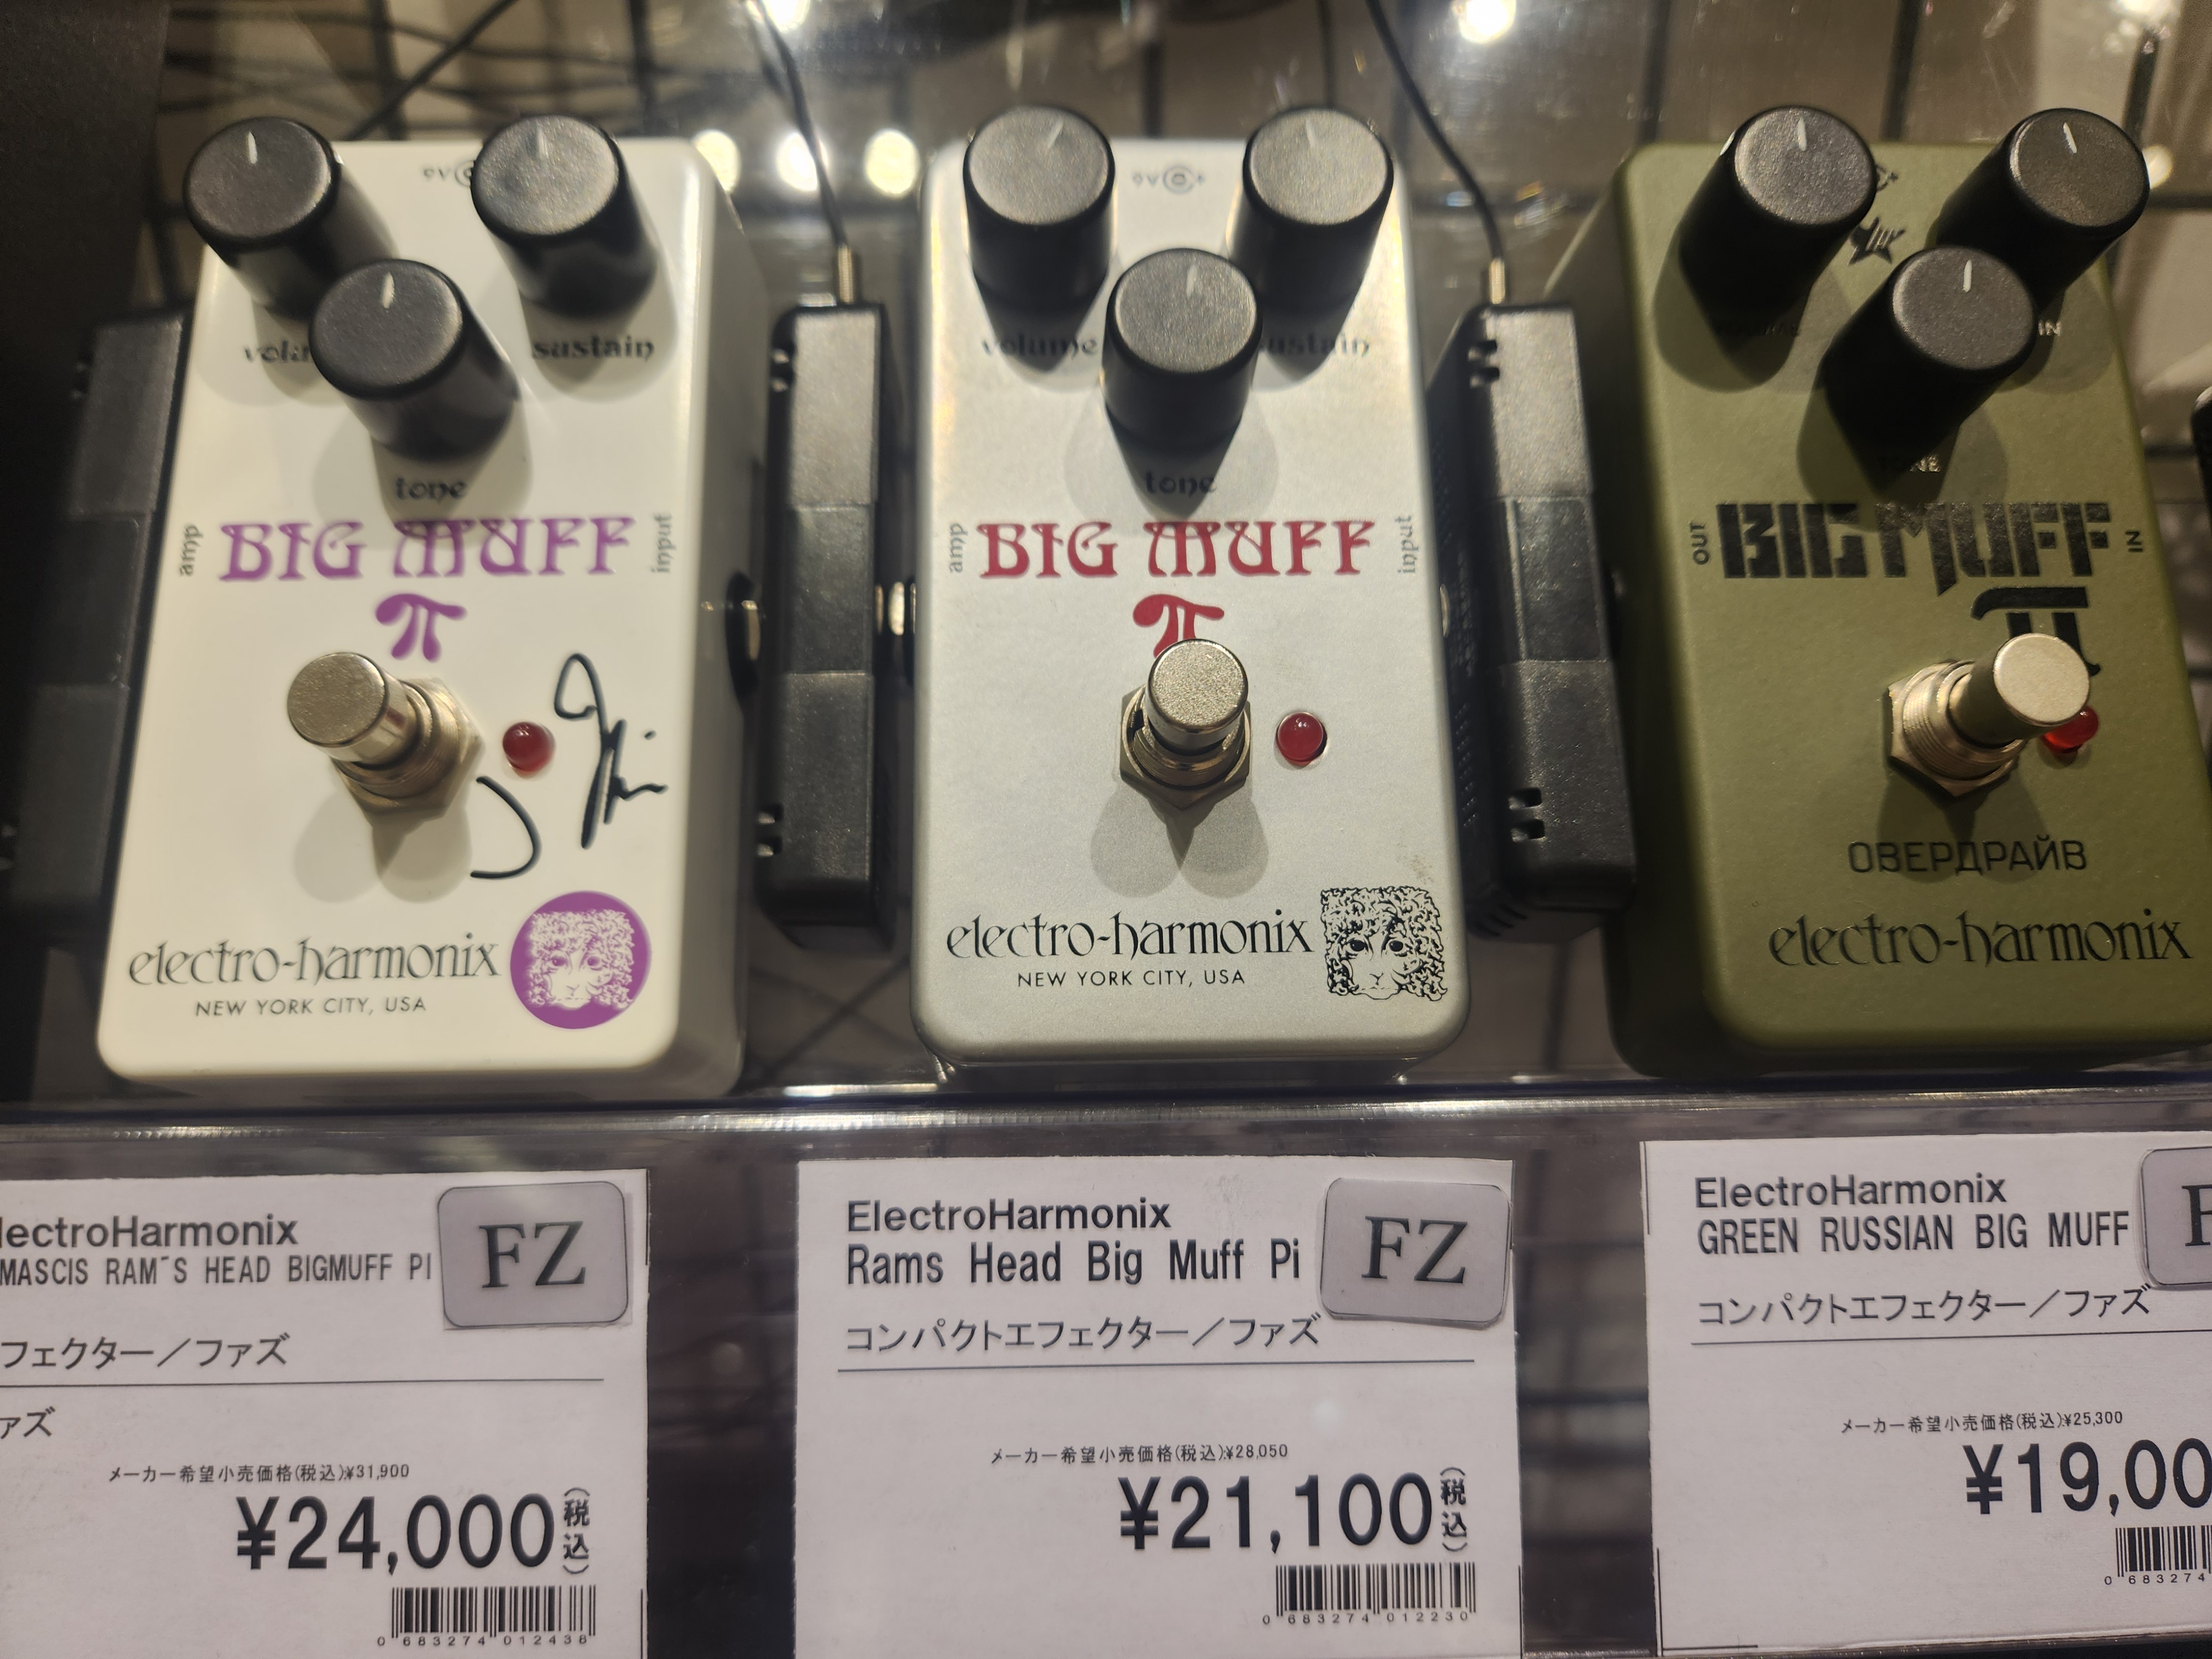 9V
sustain
tone
amp
BIG MUFF
input
π
electro-harmonix
NEW YORK CITY, USA
9V
volume
sustain
tone
amp
BIG MUFF
input
π
electro-harmonix
NEW YORK CITY, USA
OUT
BIG MUFF
IN
π
ОВЕРДРАЙВ
electro-harmonix
lectroHarmonix
MASCIS RAM´S HEAD BIGMUFF PI
FZ
フェクター／ファズ
ァズ
メーカー希望小売価格(税込)¥31,900
¥24,000(税込)
0 683274 012438
ElectroHarmonix
Rams Head Big Muff Pi
FZ
コンパクトエフェクター／ファズ
メーカー希望小売価格(税込)¥28,050
¥21,100(税込)
0 683274 012230
ElectroHarmonix
GREEN RUSSIAN BIG MUFF
F
コンパクトエフェクター／ファズ
メーカー希望小売価格(税込)¥25,300
¥19,00
0 683274